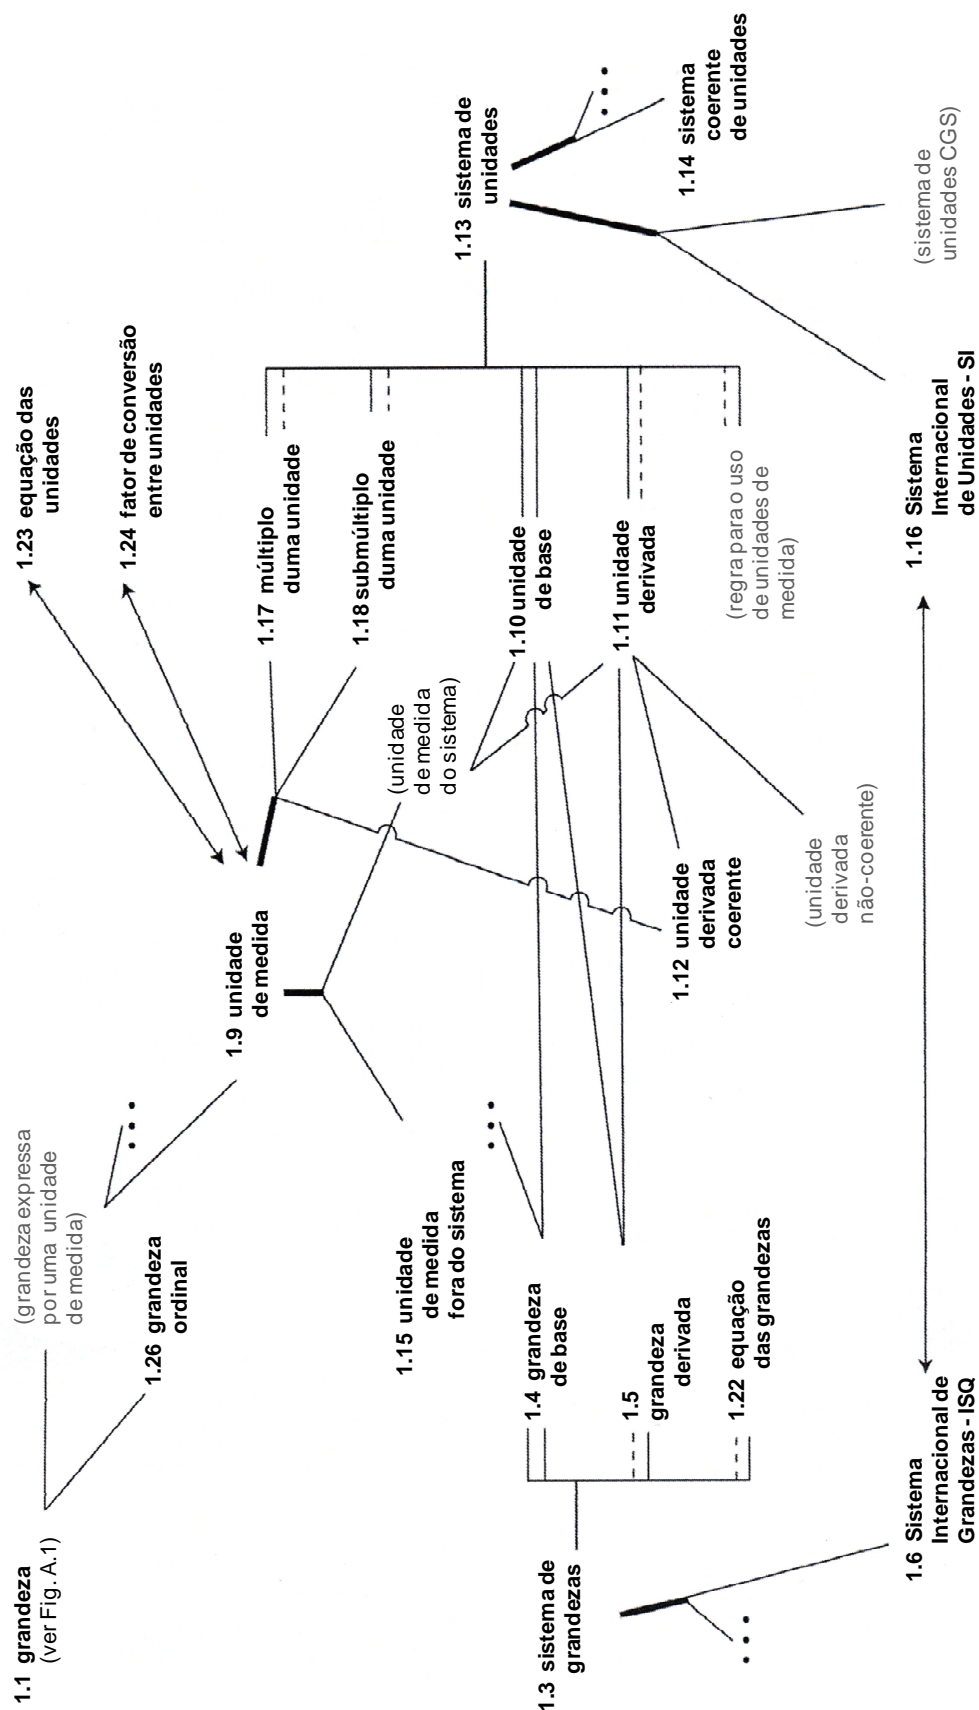 1.1 grandeza
(ver Fig. A.1)
(grandeza expressa
por uma unidade
de medida)
1.26 grandeza
ordinal
1.23 equação das
unidades
1.24 fator de conversão
entre unidades
1.9 unidade
de medida
1.17 múltiplo
duma unidade
1.18 submúltiplo
duma unidade
(unidade
de medida
do sistema)
1.15 unidade
de medida
fora do sistema
1.13 sistema de
unidades
1.14 sistema
coerente
de unidades
1.3 sistema de
grandezas
1.4 grandeza
de base
1.5
grandeza
derivada
1.22 equação
das grandezas
1.10 unidade
de base
1.11 unidade
derivada
(regra para o uso
de unidades de
medida)
1.12 unidade
derivada
coerente
(unidade
derivada
não-coerente)
1.6 Sistema
Internacional de
Grandezas - ISQ
1.16 Sistema
Internacional
de Unidades - SI
(sistema de
unidades CGS)